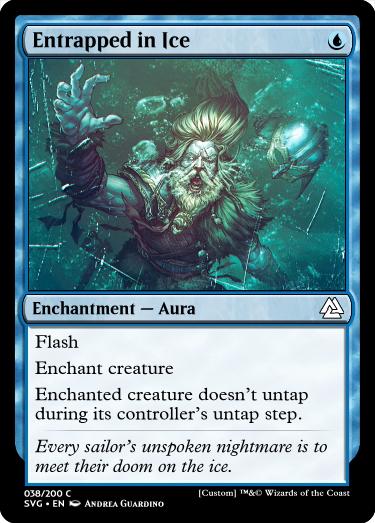 Entrapped in Ice
Enchantment — Aura
Flash
Enchant creature
Enchanted creature doesn't untap
during its controller's untap step.
Every sailor's unspoken nightmare is to
meet their doom on the ice.
038/200 C
[Custom] ™&© Wizards of the Coast
SVG • EN Andrea Guardino